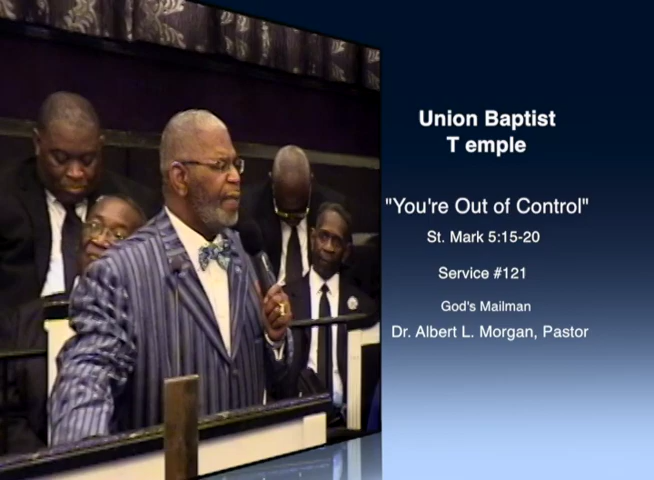 Union Baptist
T emple
"You're Out of Control"
St. Mark 5:15-20
Service #121
God's Mailman
Dr. Albert L. Morgan, Pastor